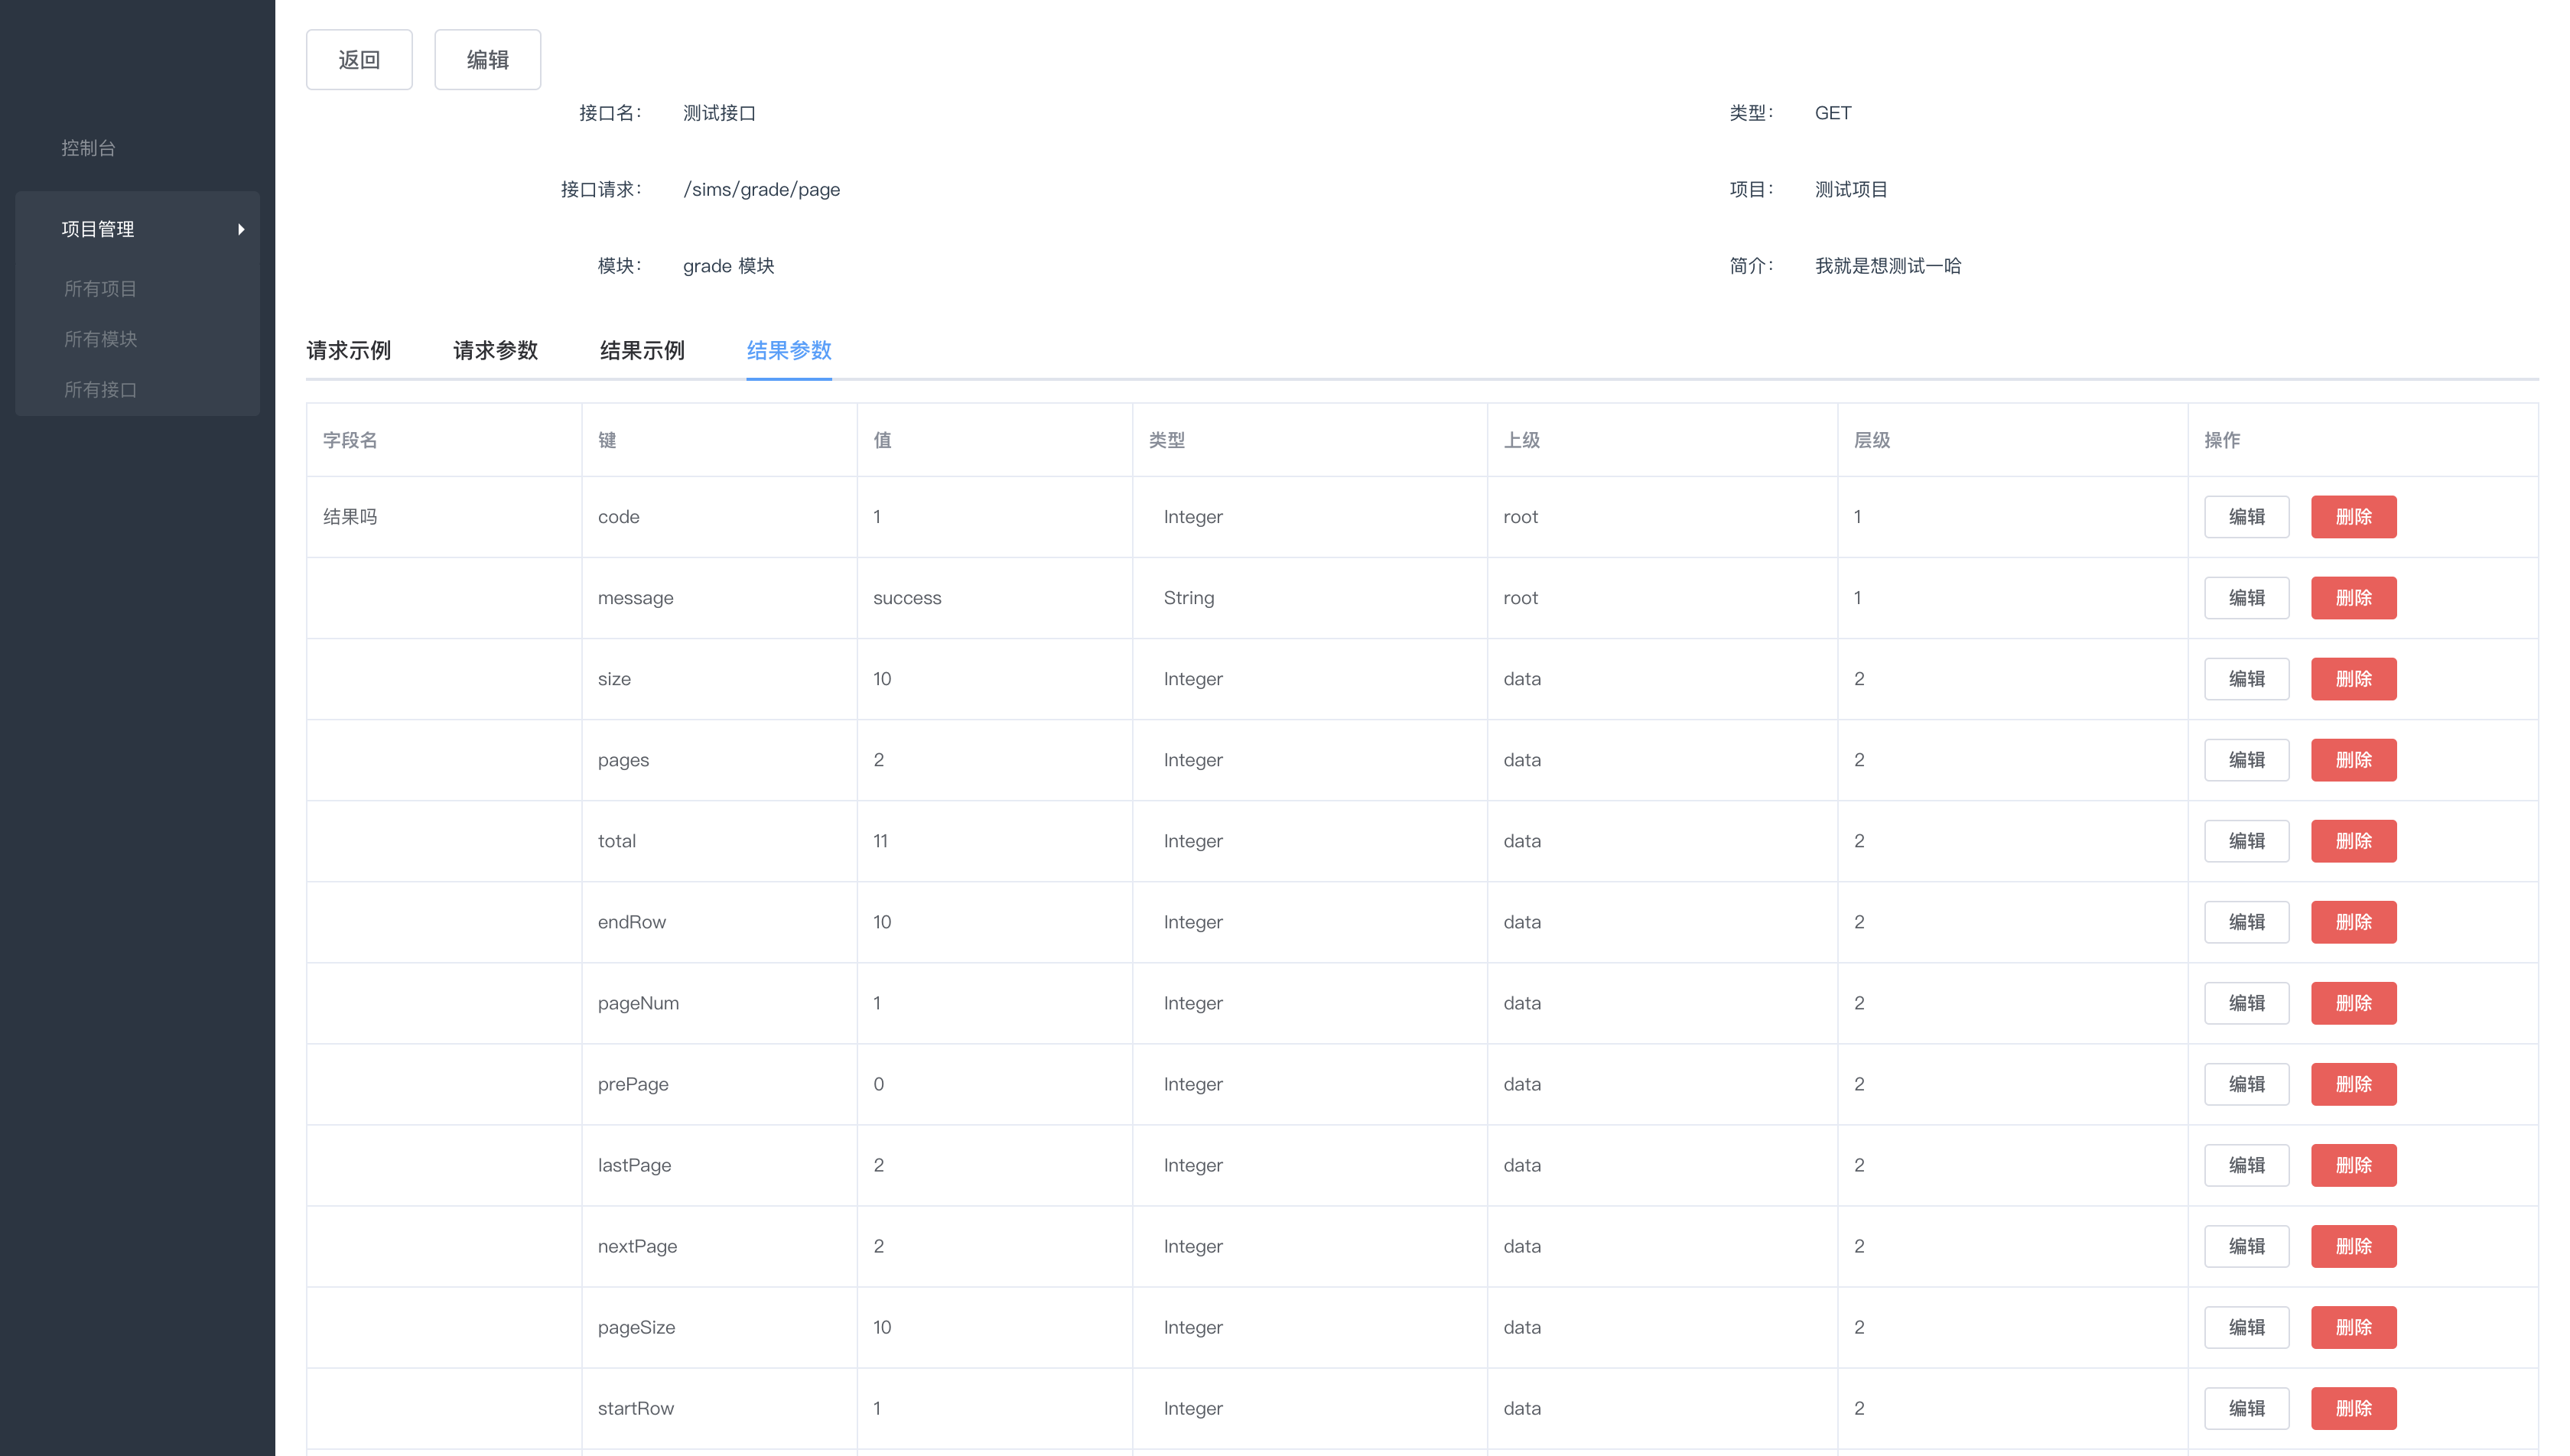 返回 编辑
接口名： 测试接口 类型： GET
控制台
接口请求： /sims/grade/page 项目： 测试项目
项目管理
模块： grade 模块 简介： 我就是想测试一哈
所有项目
所有模块
所有接口
请求示例 请求参数 结果示例 结果参数
字段名 键 值 类型 上级 层级 操作
结果吗 code 1 Integer root 1 编辑 删除
message success String root 1 编辑 删除
size 10 Integer data 2 编辑 删除
pages 2 Integer data 2 编辑 删除
total 11 Integer data 2 编辑 删除
endRow 10 Integer data 2 编辑 删除
pageNum 1 Integer data 2 编辑 删除
prePage 0 Integer data 2 编辑 删除
lastPage 2 Integer data 2 编辑 删除
nextPage 2 Integer data 2 编辑 删除
pageSize 10 Integer data 2 编辑 删除
startRow 1 Integer data 2 编辑 删除